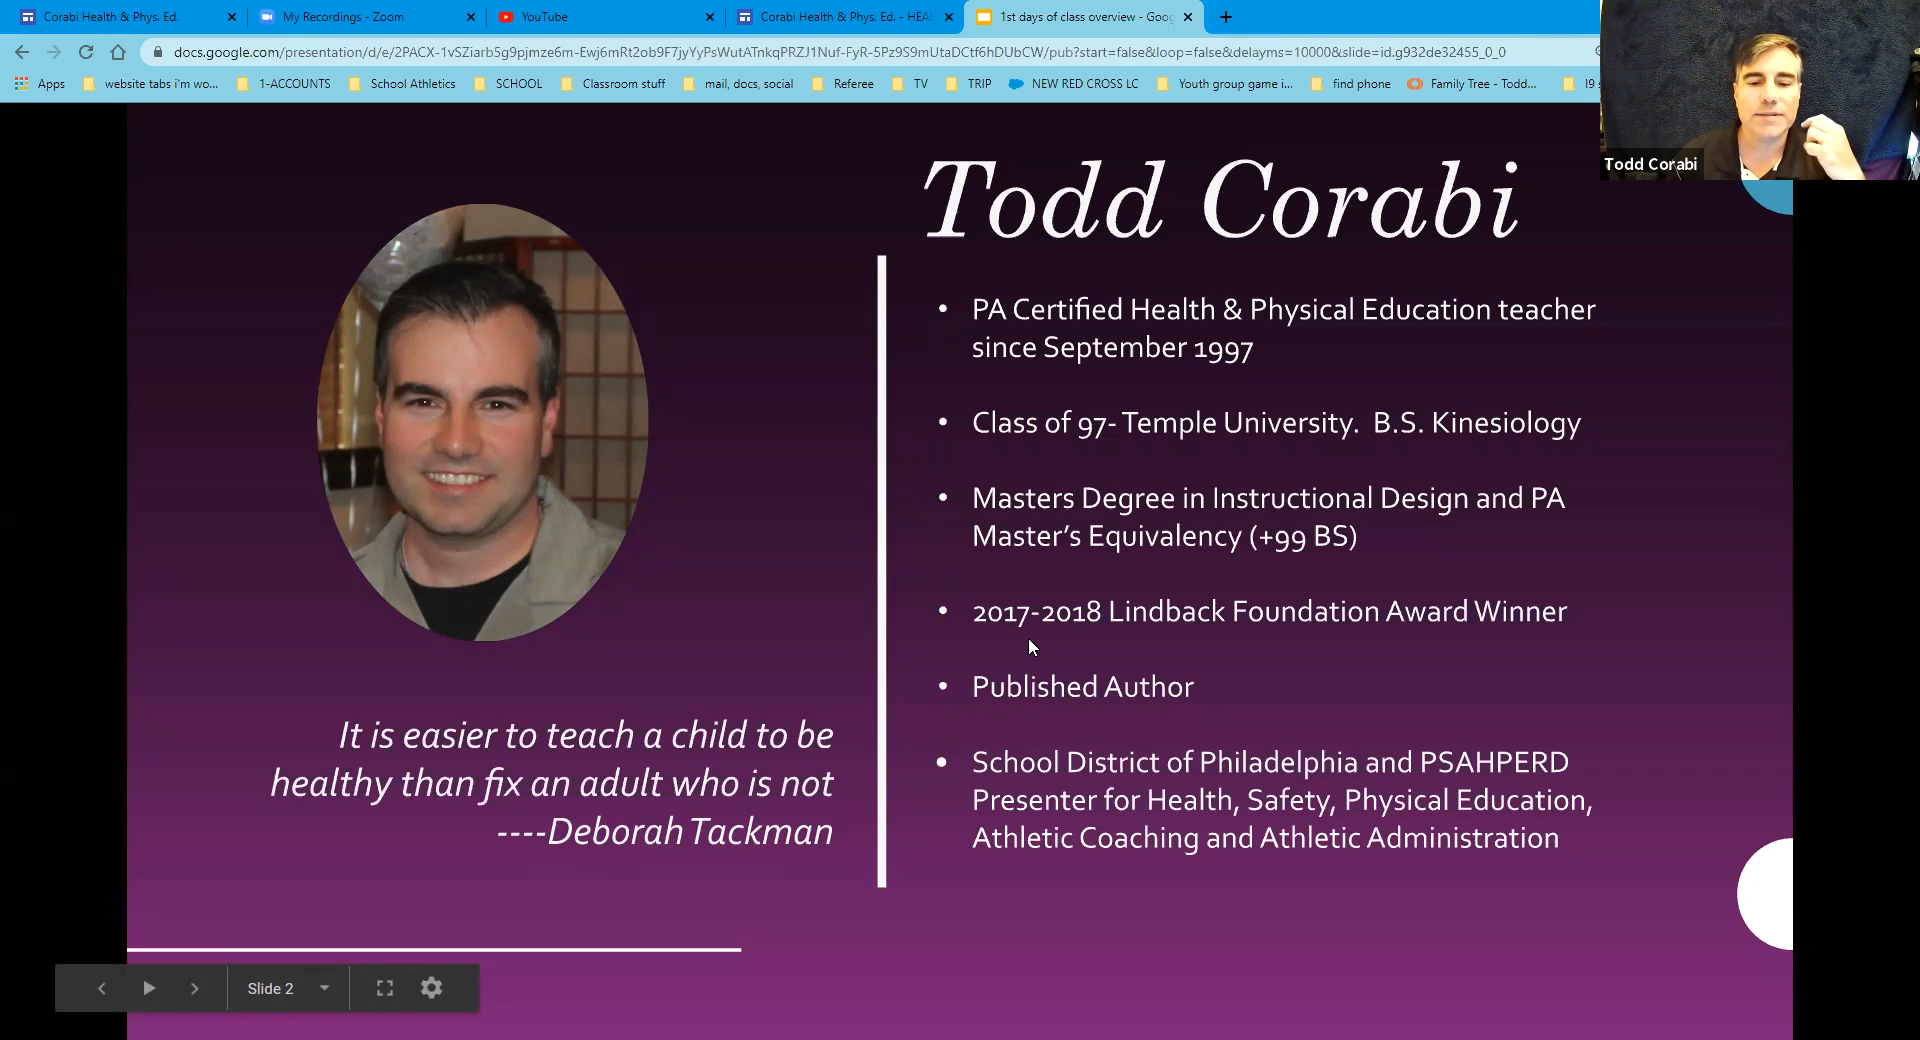 Corabi Health & Phys. Ed.
My Recordings - Zoom
YouTube
Corabi Health & Phys. Ed. - HEA
1st days of class overview - Goog
docs.google.com/presentation/d/e/2PACX-1vSZiarb5g9pjmze6m-Ewj6mRt2ob9F7jyYyPsWutATnkqPRZJ1Nuf-FyR-5Pz9S9mUtaDCtf6hDUbCW/pub?start=false&loop=false&delayms=10000&slide=id.g932de32455_0_0
Apps
website tabs i'm wo...
1-ACCOUNTS
School Athletics
SCHOOL
Classroom stuff
mail, docs, social
Referee
TV
TRIP
NEW RED CROSS LC
Youth group game i...
find phone
Family Tree - Todd...
I9
Todd Corabi
Todd Corabi
• PA Certified Health & Physical Education teacher
since September 1997
• Class of 97- Temple University. B.S. Kinesiology
• Masters Degree in Instructional Design and PA
Master's Equivalency (+99 BS)
• 2017-2018 Lindback Foundation Award Winner
• Published Author
• School District of Philadelphia and PSAHPERD
Presenter for Health, Safety, Physical Education,
Athletic Coaching and Athletic Administration
It is easier to teach a child to be
healthy than fix an adult who is not
----Deborah Tackman
Slide 2